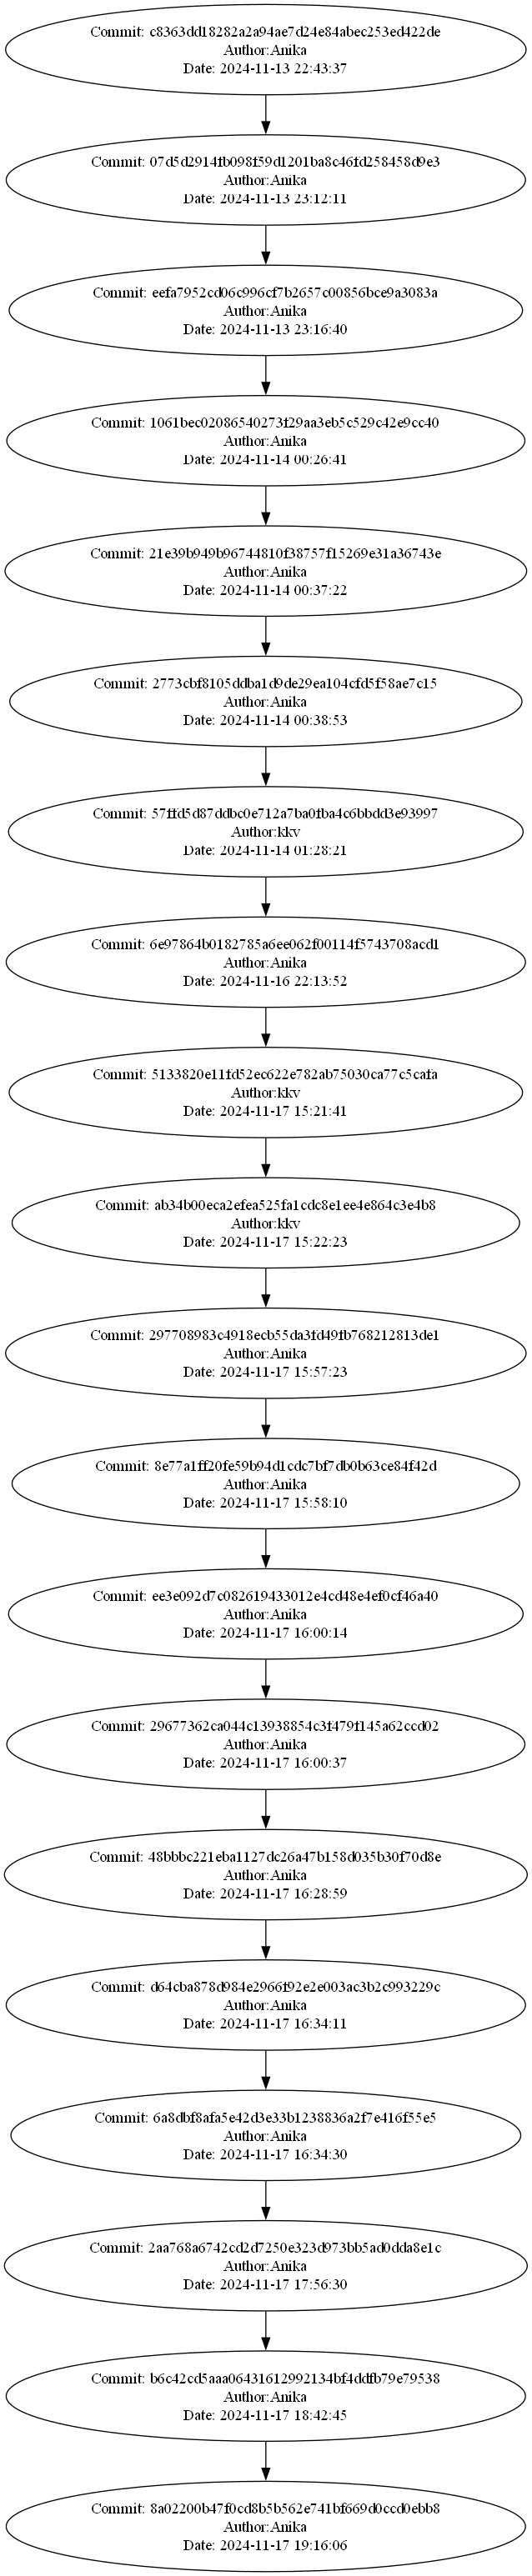 Commit: c8363dd18282a2a94ae7d24e84abec253ed422de
Author:Anika
Date: 2024-11-13 22:43:37
Commit: 07d5d2914fb098f59d1201ba8c46fd258458d9e3
Author:Anika
Date: 2024-11-13 23:12:11
Commit: eefa7952cd06c996cf7b2657c00856bce9a3083a
Author:Anika
Date: 2024-11-13 23:16:40
Commit: 1061bec02086540273f29aa3eb5c529c42e9cc40
Author:Anika
Date: 2024-11-14 00:26:41
Commit: 21e39b949b96744810f38757f15269e31a36743e
Author:Anika
Date: 2024-11-14 00:37:22
Commit: 2773cbf8105ddba1d9de29ea104cfd5f58ae7c15
Author:Anika
Date: 2024-11-14 00:38:53
Commit: 57ffd5d87ddbc0e712a7ba0fba4c6bbdd3e93997
Author:kkv
Date: 2024-11-14 01:28:21
Commit: 6e97864b0182785a6ee062f00114f5743708acd1
Author:Anika
Date: 2024-11-16 22:13:52
Commit: 5133820e11fd52ec622e782ab75030ca77c5cafa
Author:kkv
Date: 2024-11-17 15:21:41
Commit: ab34b00eca2efea525fa1cdc8e1ee4e864c3e4b8
Author:kkv
Date: 2024-11-17 15:22:23
Commit: 297708983c4918ecb55da3fd49fb768212813de1
Author:Anika
Date: 2024-11-17 15:57:23
Commit: 8e77a1ff20fe59b94d1cdc7bf7db0b63ce84f42d
Author:Anika
Date: 2024-11-17 15:58:10
Commit: ee3e092d7c082619433012e4cd48e4ef0cf46a40
Author:Anika
Date: 2024-11-17 16:00:14
Commit: 29677362ca044c13938854c3f479f145a62ccd02
Author:Anika
Date: 2024-11-17 16:00:37
Commit: 48bbbc221eba1127dc26a47b158d035b30f70d8e
Author:Anika
Date: 2024-11-17 16:28:59
Commit: d64cba878d984e2966f92e2e003ac3b2c993229c
Author:Anika
Date: 2024-11-17 16:34:11
Commit: 6a8dbf8afa5e42d3e33b1238836a2f7e416f55e5
Author:Anika
Date: 2024-11-17 16:34:30
Commit: 2aa768a6742cd2d7250e323d973bb5ad0dda8e1c
Author:Anika
Date: 2024-11-17 17:56:30
Commit: b6c42cd5aaa06431612992134bf4ddfb79e79538
Author:Anika
Date: 2024-11-17 18:42:45
Commit: 8a02200b47f0cd8b5b562e741bf669d0ccd0ebb8
Author:Anika
Date: 2024-11-17 19:16:06